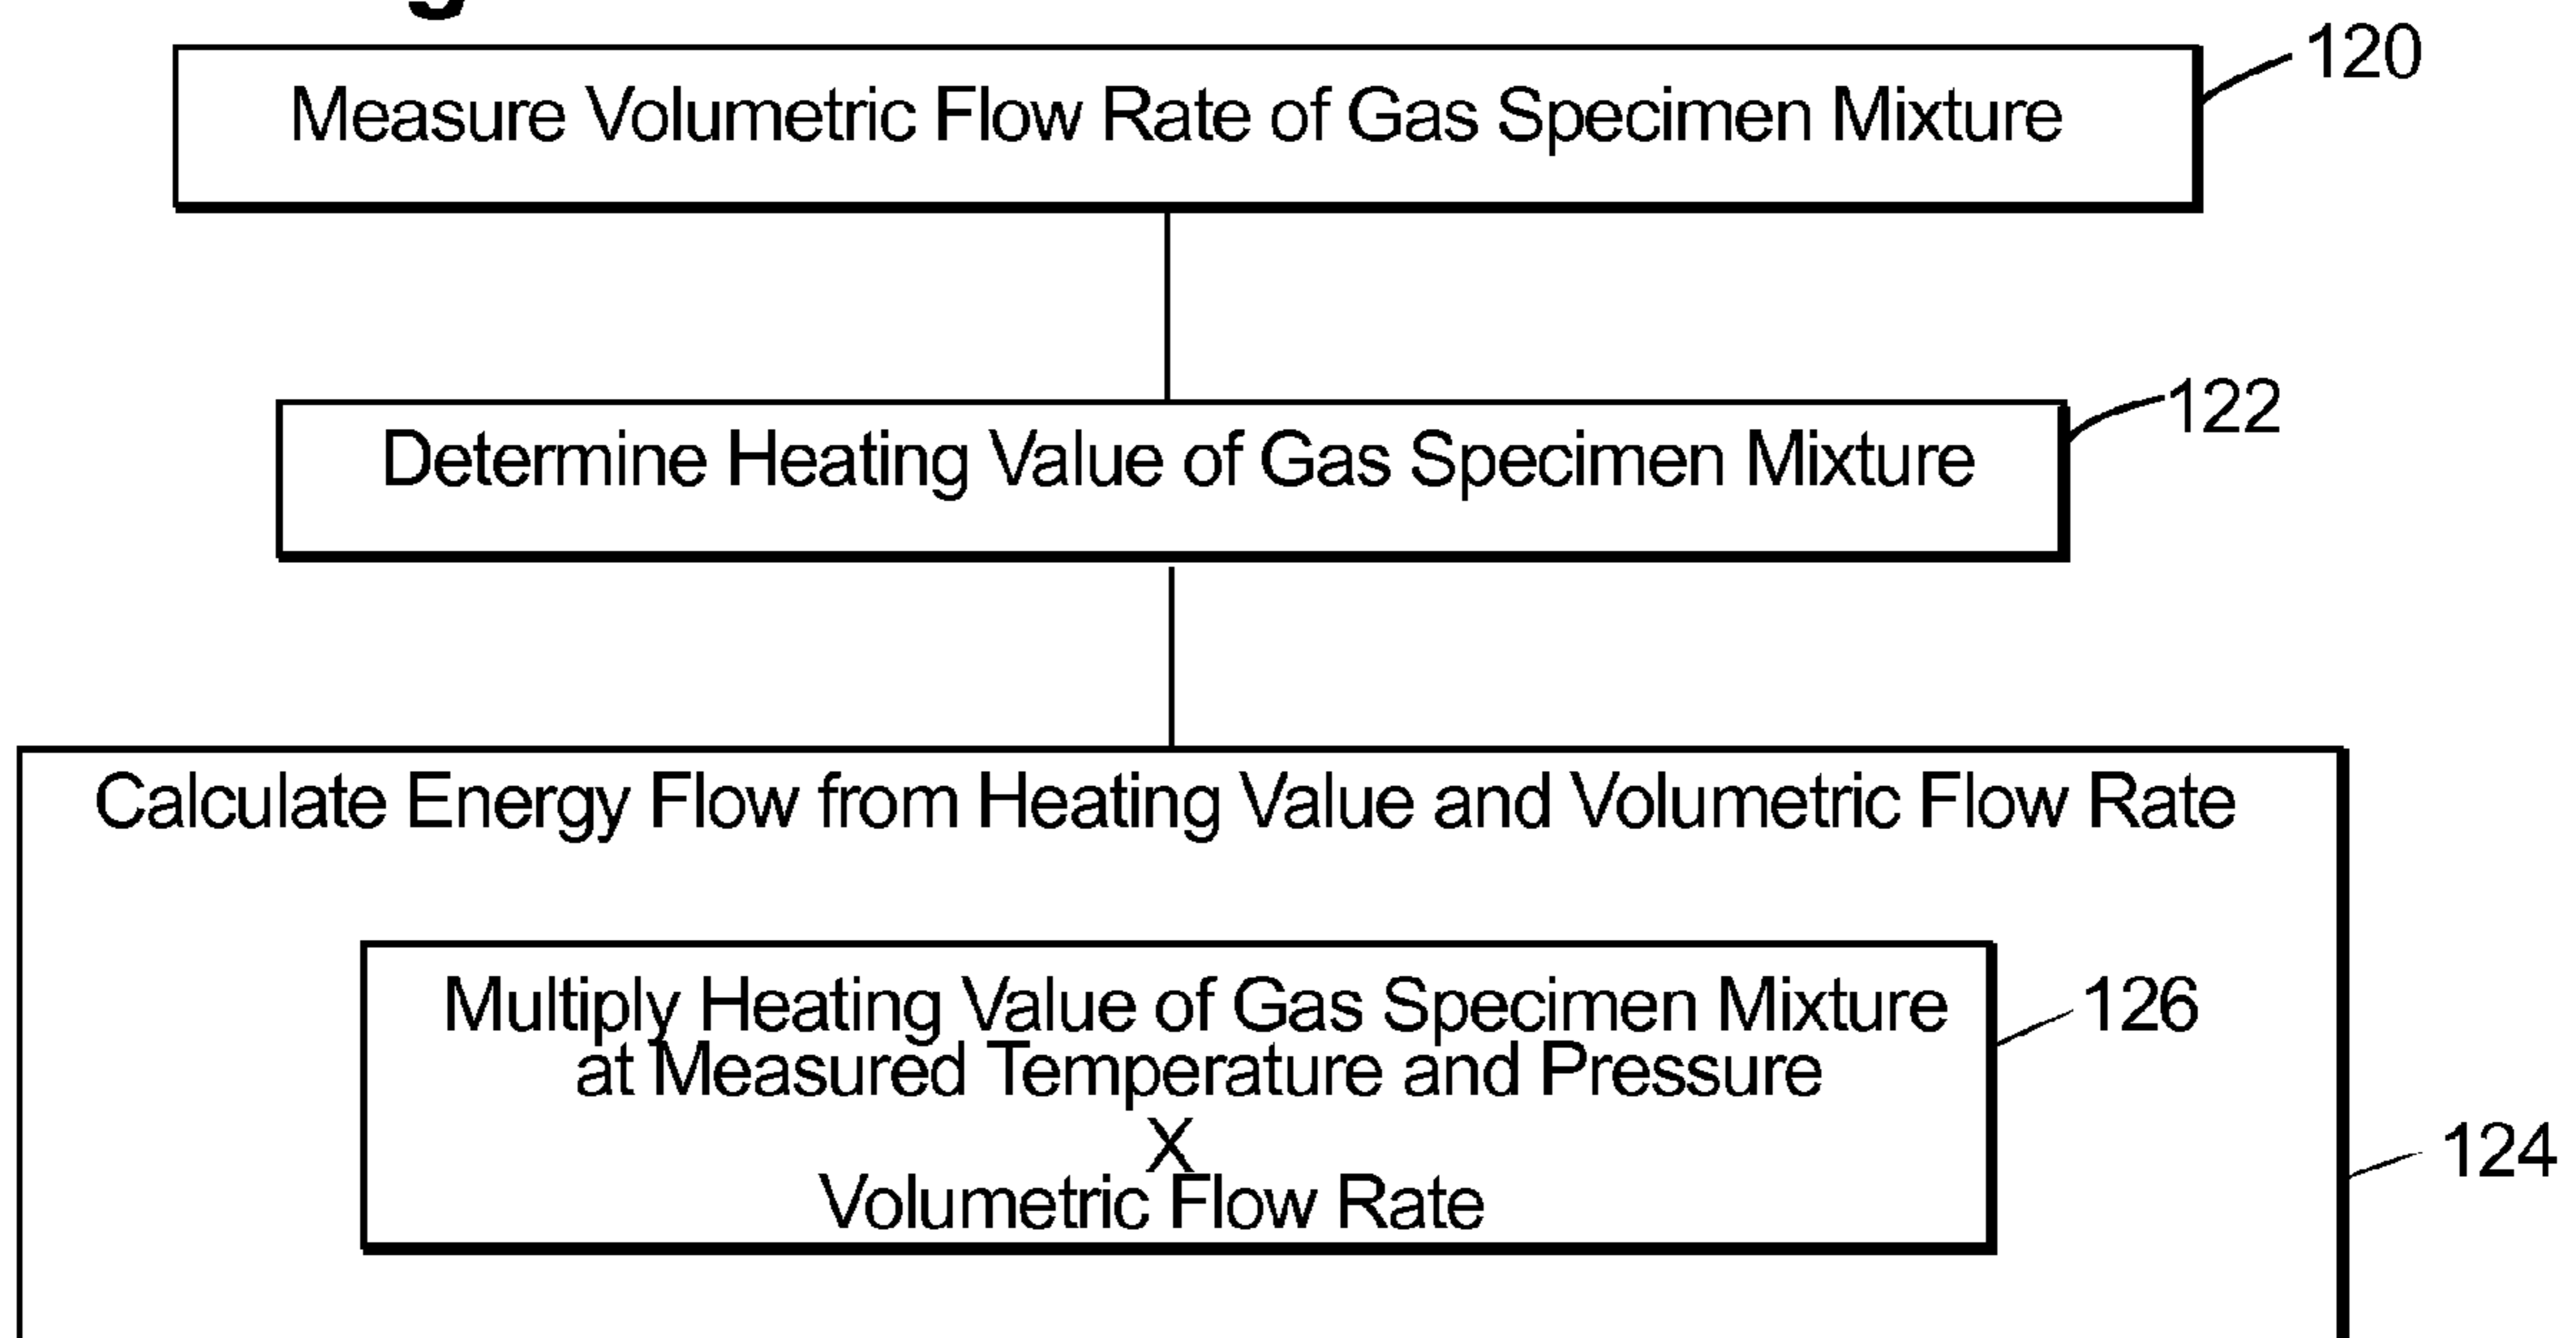 Measure Volumetric Flow Rate of Gas Specimen Mixture
120
Determine Heating Value of Gas Specimen Mixture
122
Calculate Energy Flow from Heating Value and Volumetric Flow Rate
Multiply Heating Value of Gas Specimen Mixture
at Measured Temperature and Pressure
X
Volumetric Flow Rate
126
124